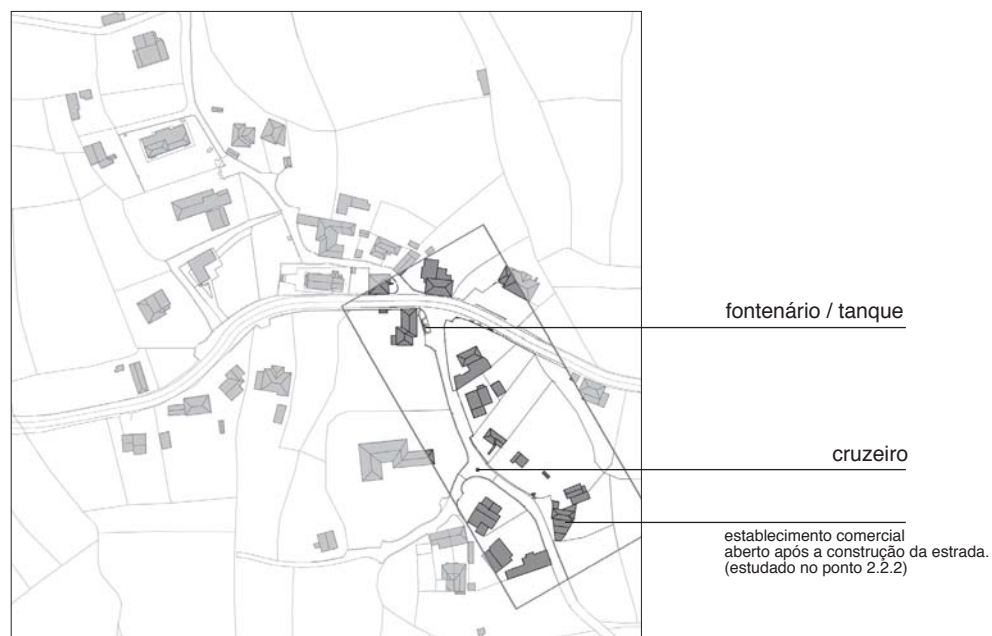 fontenário / tanque
cruzeiro
establecimento comercial
aberto após a construção da estrada.
(estudado no ponto 2.2.2)